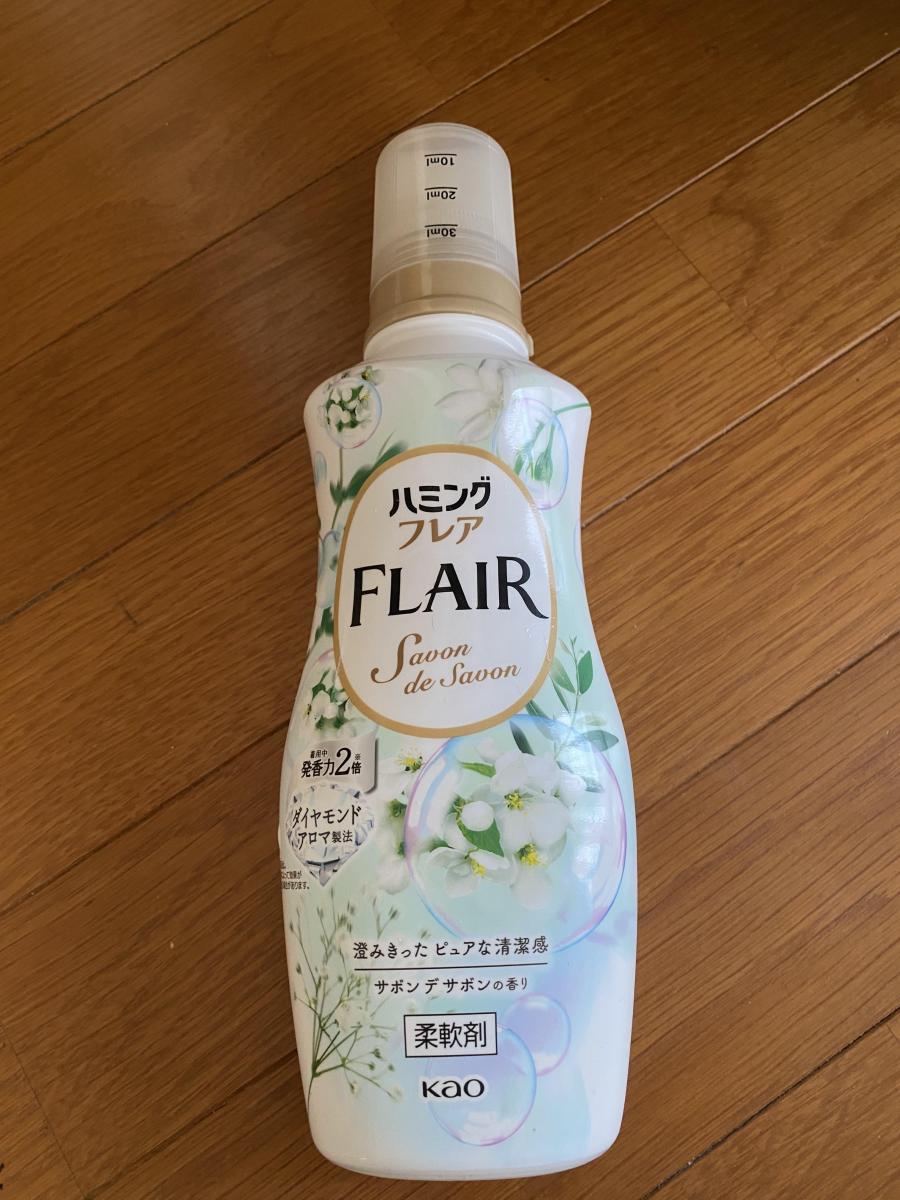 10ml
20ml
30ml
ハミング
フレア
FLAIR
Savon
de Savon
着用中
発香力2倍※
ダイヤモンド
アロマ製法
澄みきった ピュアな清潔感
サボン デ サボンの香り
柔軟剤
Kao